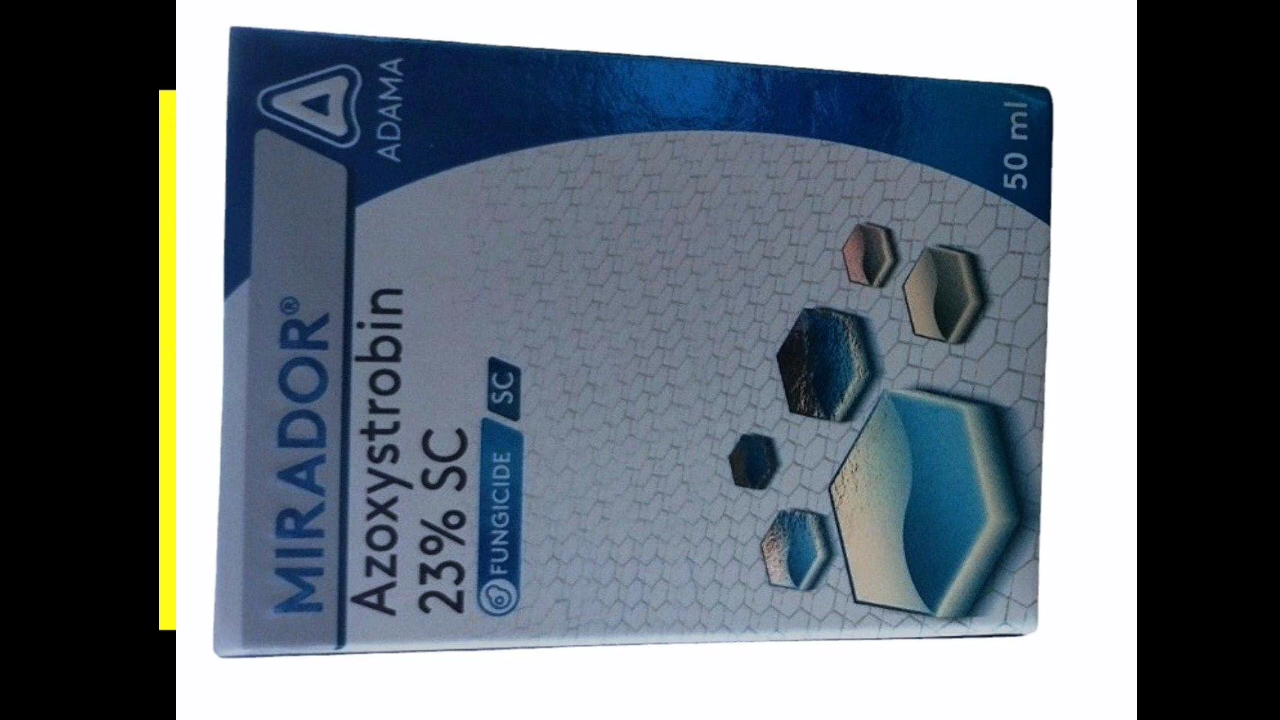 ADAMA
MIRADOR®
Azoxystrobin
23% SC
FUNGICIDE SC
50 ml